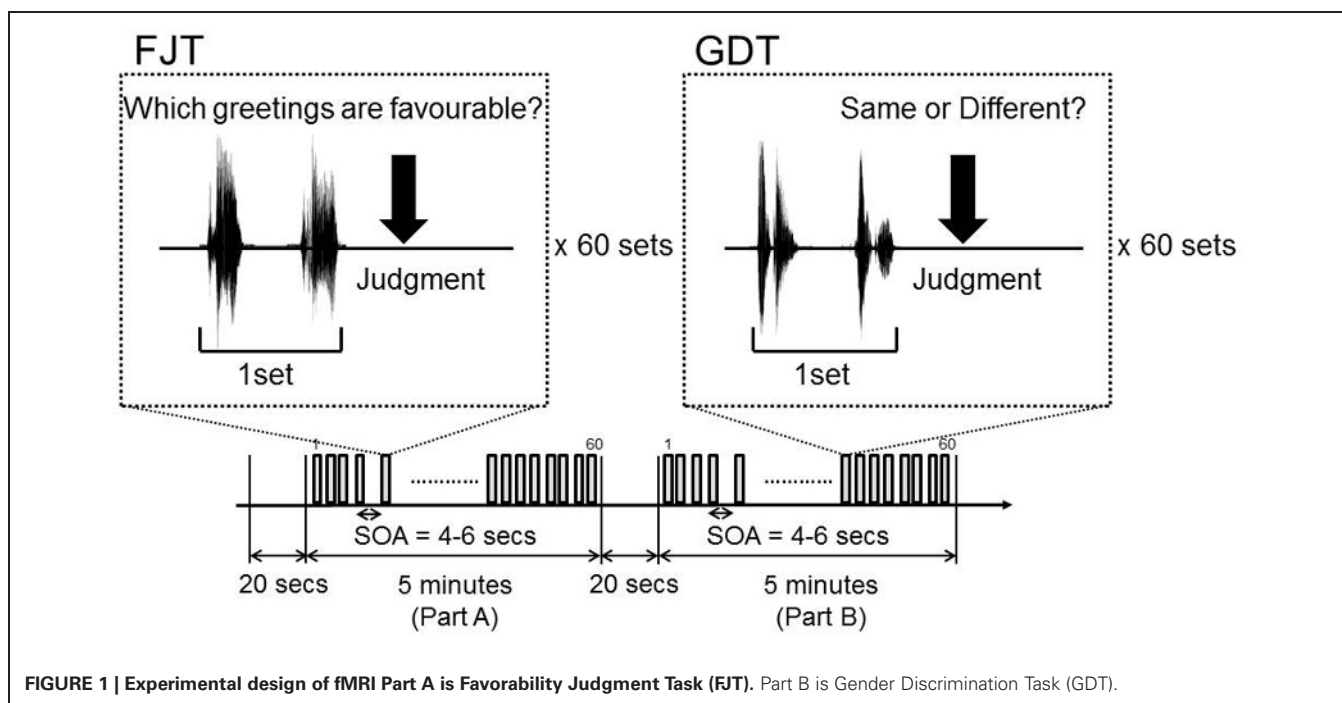 FJT
Which greetings are favourable?
Judgment
1set
x 60 sets
GDT
Same or Different?
Judgment
1set
x 60 sets
1
60
1
60
SOA = 4-6 secs
SOA = 4-6 secs
20 secs
5 minutes
(Part A)
20 secs
5 minutes
(Part B)
FIGURE 1 | Experimental design of fMRI Part A is Favorability Judgment Task (FJT). Part B is Gender Discrimination Task (GDT).